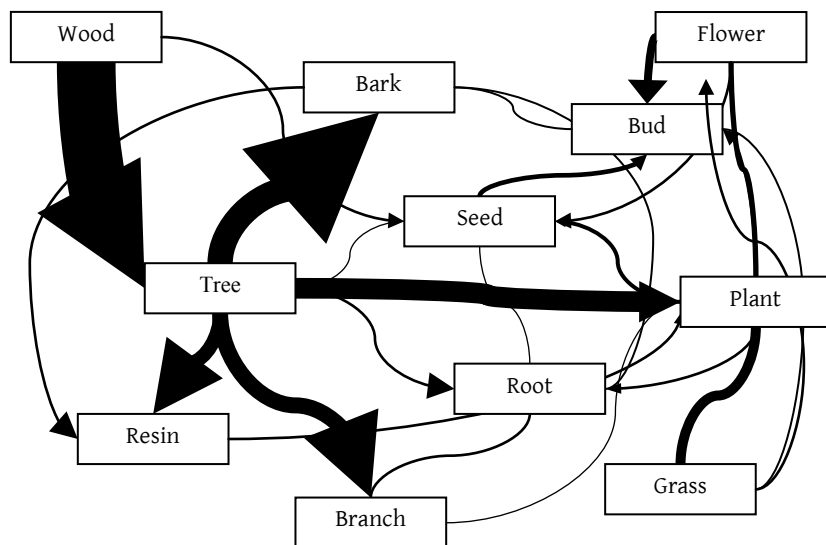 Wood
Flower
Bark
Bud
Seed
Tree
Plant
Root
Resin
Grass
Branch